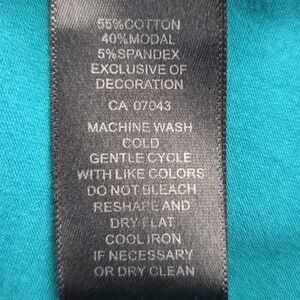 55%COTTON
40%MODAL
5%SPANDEX
EXCLUSIVE OF
DECORATION
CA 07043
MACHINE WASH
COLD
GENTLE CYCLE
WITH LIKE COLORS
DO NOT BLEACH
RESHAPE AND
DRY FLAT
COOL IRON
IF NECESSARY
OR DRY CLEAN